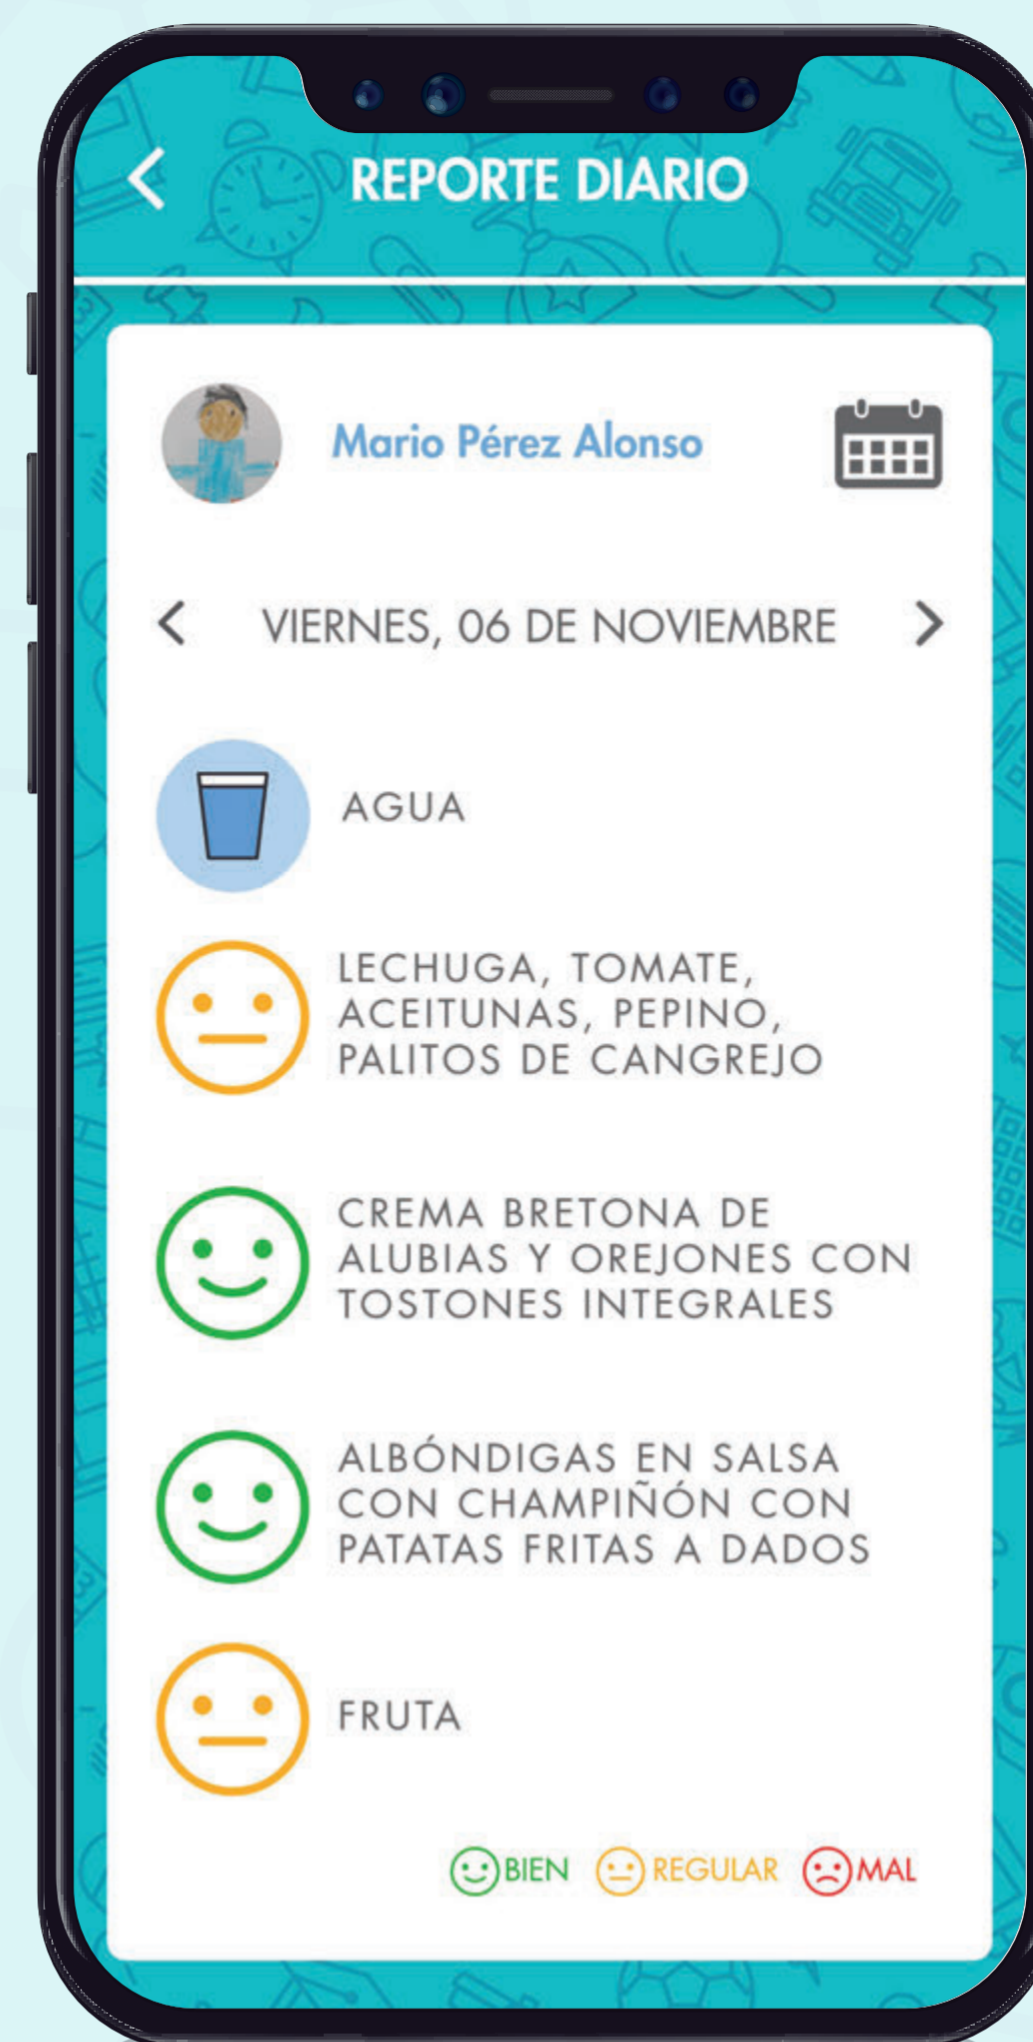 REPORTE DIARIO
Mario Pérez Alonso
VIERNES, 06 DE NOVIEMBRE
AGUA
LECHUGA, TOMATE,
ACEITUNAS, PEPINO,
PALITOS DE CANGREJO
CREMA BRETONA DE
ALUBIAS Y OREJONES CON
TOSTONES INTEGRALES
ALBÓNDIGAS EN SALSA
CON CHAMPIÑÓN CON
PATATAS FRITAS A DADOS
FRUTA
BIEN REGULAR MAL